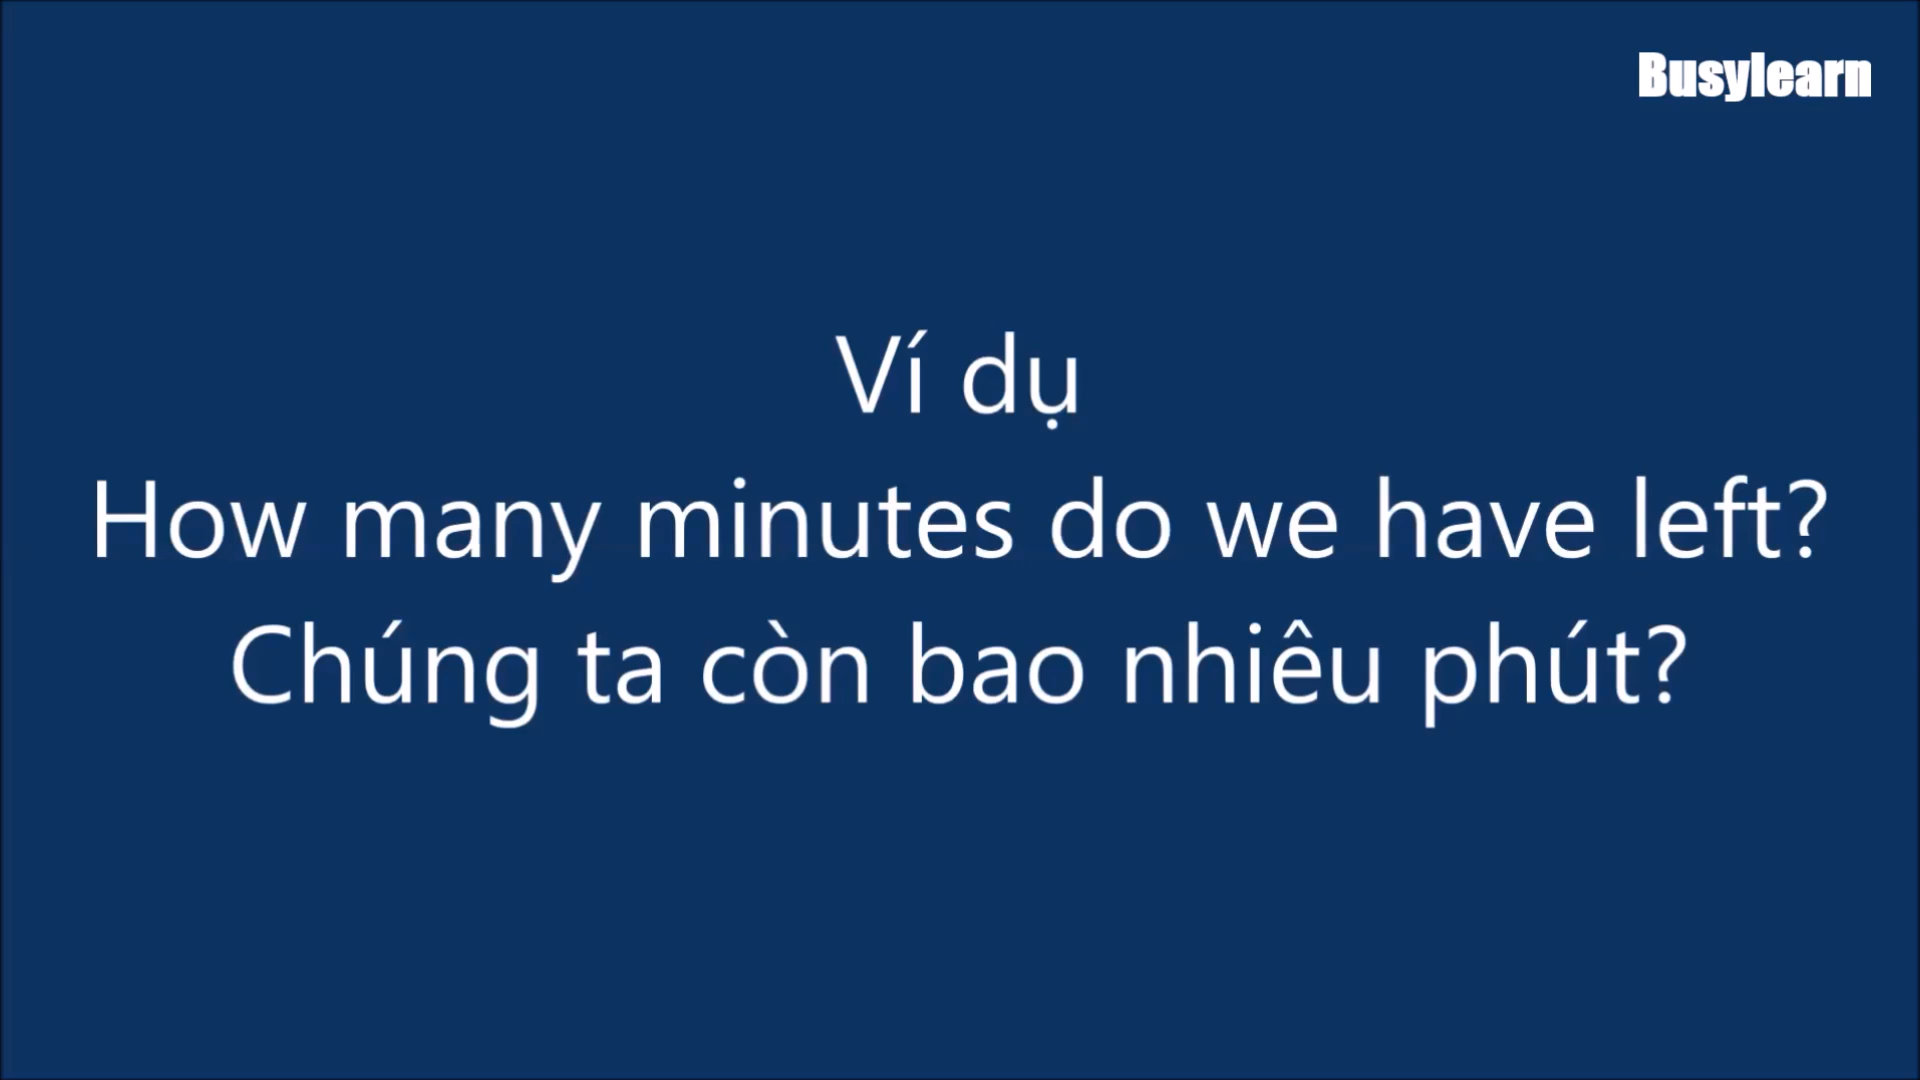 Busylearn
Ví dụ
How many minutes do we have left?
Chúng ta còn bao nhiêu phút?